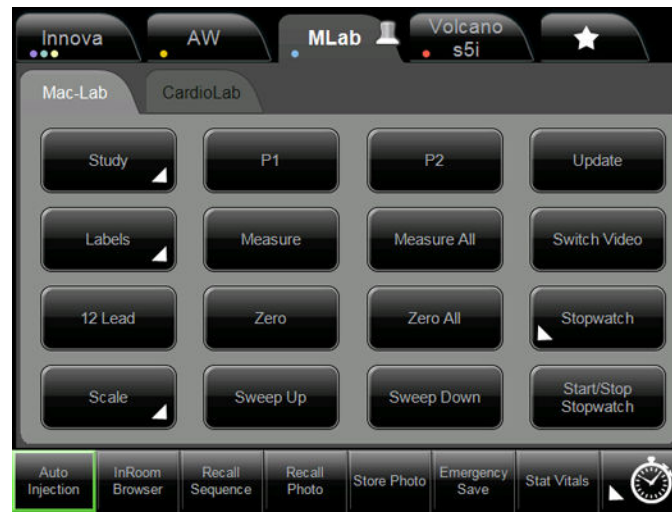 Innova
AW
MLab
Volcano
s5i
Mac-Lab
CardioLab
Study
P1
P2
Update
Labels
Measure
Measure All
Switch Video
12 Lead
Zero
Zero All
Stopwatch
Scale
Sweep Up
Sweep Down
Start/Stop
Stopwatch
Auto
Injection
InRoom
Browser
Recall
Sequence
Recall
Photo
Store Photo
Emergency
Save
Stat Vitals